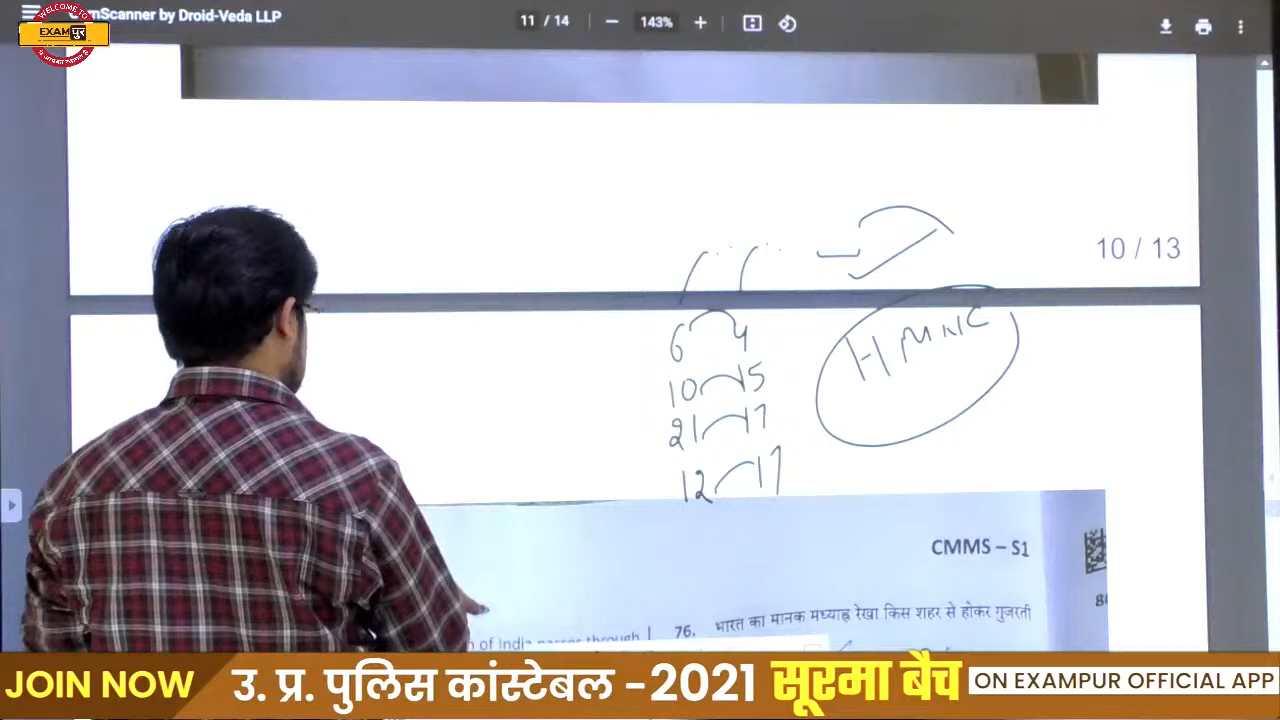 WELCOME TO
EXAMपुर
CamScanner by Droid-Veda LLP
11 / 14
143%
10 / 13
6 4
10 15
21 17
12 17
HMNC
CMMS – S1
76. भारत का मानक मध्याह्न रेखा किस शहर से होकर गुजरती
of India passes through
JOIN NOW
उ. प्र. पुलिस कांस्टेबल -2021
सूरमा बैच
ON EXAMPUR OFFICIAL APP